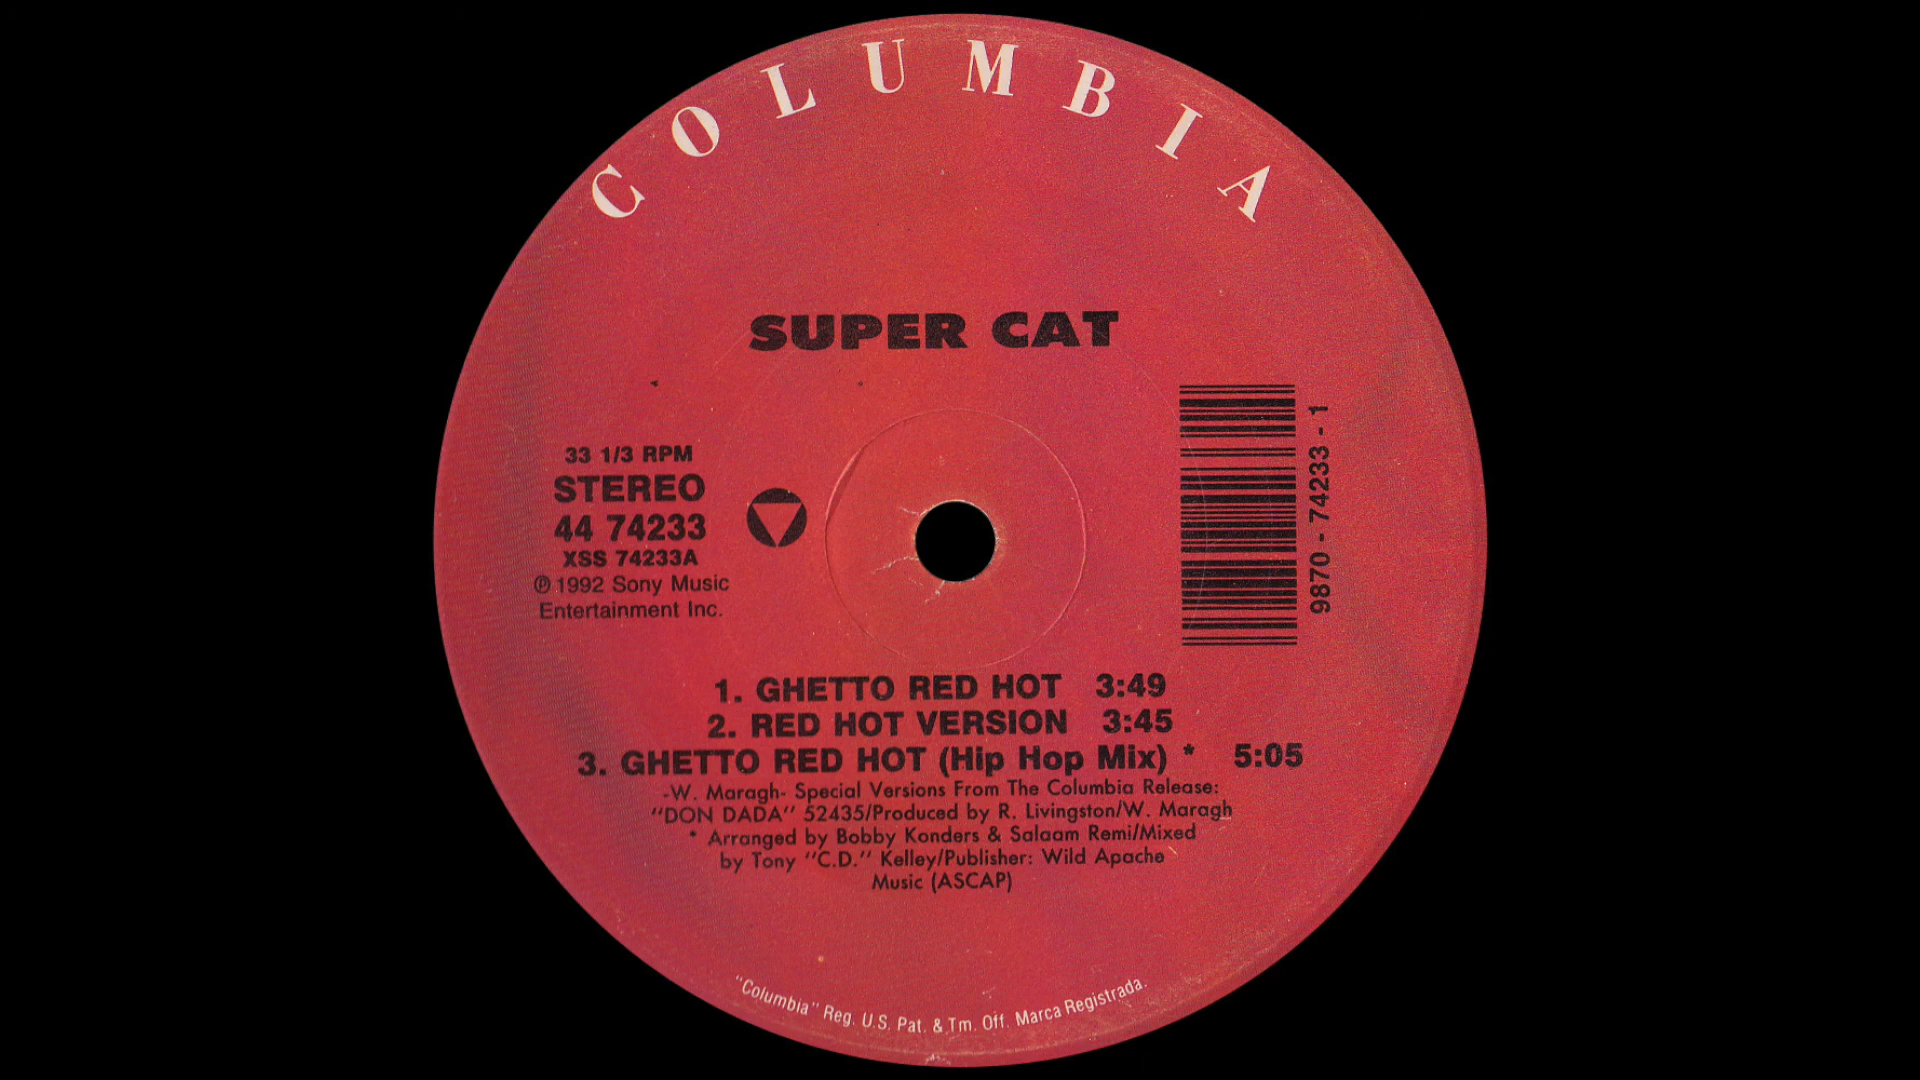 COLUMBIA
SUPER CAT
33 1/3 RPM
STEREO
44 74233
XSS 74233A
℗ 1992 Sony Music
Entertainment Inc.
9870 - 74233 - 1
1. GHETTO RED HOT 3:49
2. RED HOT VERSION 3:45
3. GHETTO RED HOT (Hip Hop Mix) * 5:05
-W. Maragh- Special Versions From The Columbia Release:
"DON DADA" 52435/Produced by R. Livingston/W. Maragh
* Arranged by Bobby Konders & Salaam Remi/Mixed
by Tony "C.D." Kelley/Publisher: Wild Apache
Music (ASCAP)
"Columbia" Reg. U.S. Pat. & Tm. Off. Marca Registrada.